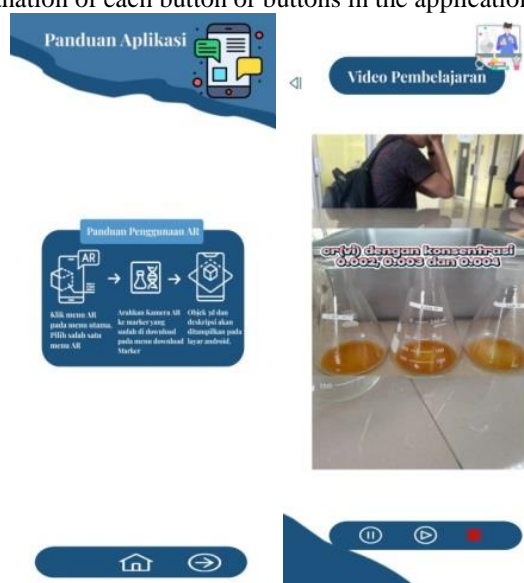 mation of each button or buttons in the application
Panduan Aplikasi
Panduan Penggunaan AR
AR
Klik menu AR
pada menu utama.
Pilih salah satu
menu AR
Arahkan Kamera AR
ke marker yang
sudah di download
pada menu download
Marker
Objek 3d dan
deskripsi akan
ditampilkan pada
layar android.
Video Pembelajaran
cr(vi) dengan konsentrasi
0.002, 0.003 dan 0.004